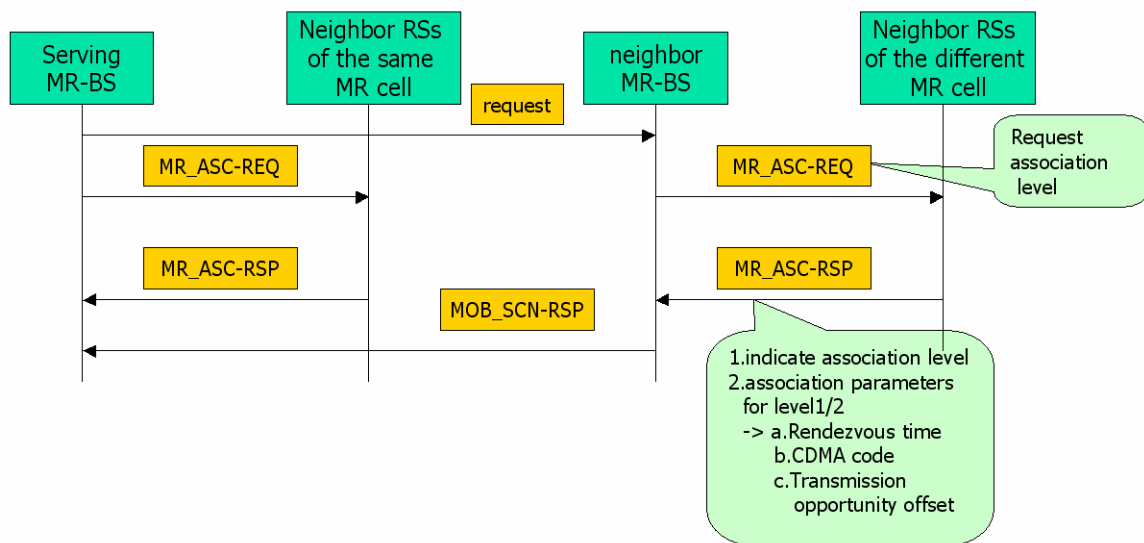 Serving
MR-BS
Neighbor RSs
of the same
MR cell
neighbor
MR-BS
Neighbor RSs
of the different
MR cell
request
MR_ASC-REQ
MR_ASC-REQ
Request
association
level
MR_ASC-RSP
MR_ASC-RSP
MOB_SCN-RSP
1.indicate association level
2.association parameters
for level1/2
-> a.Rendezvous time
b.CDMA code
c.Transmission
opportunity offset